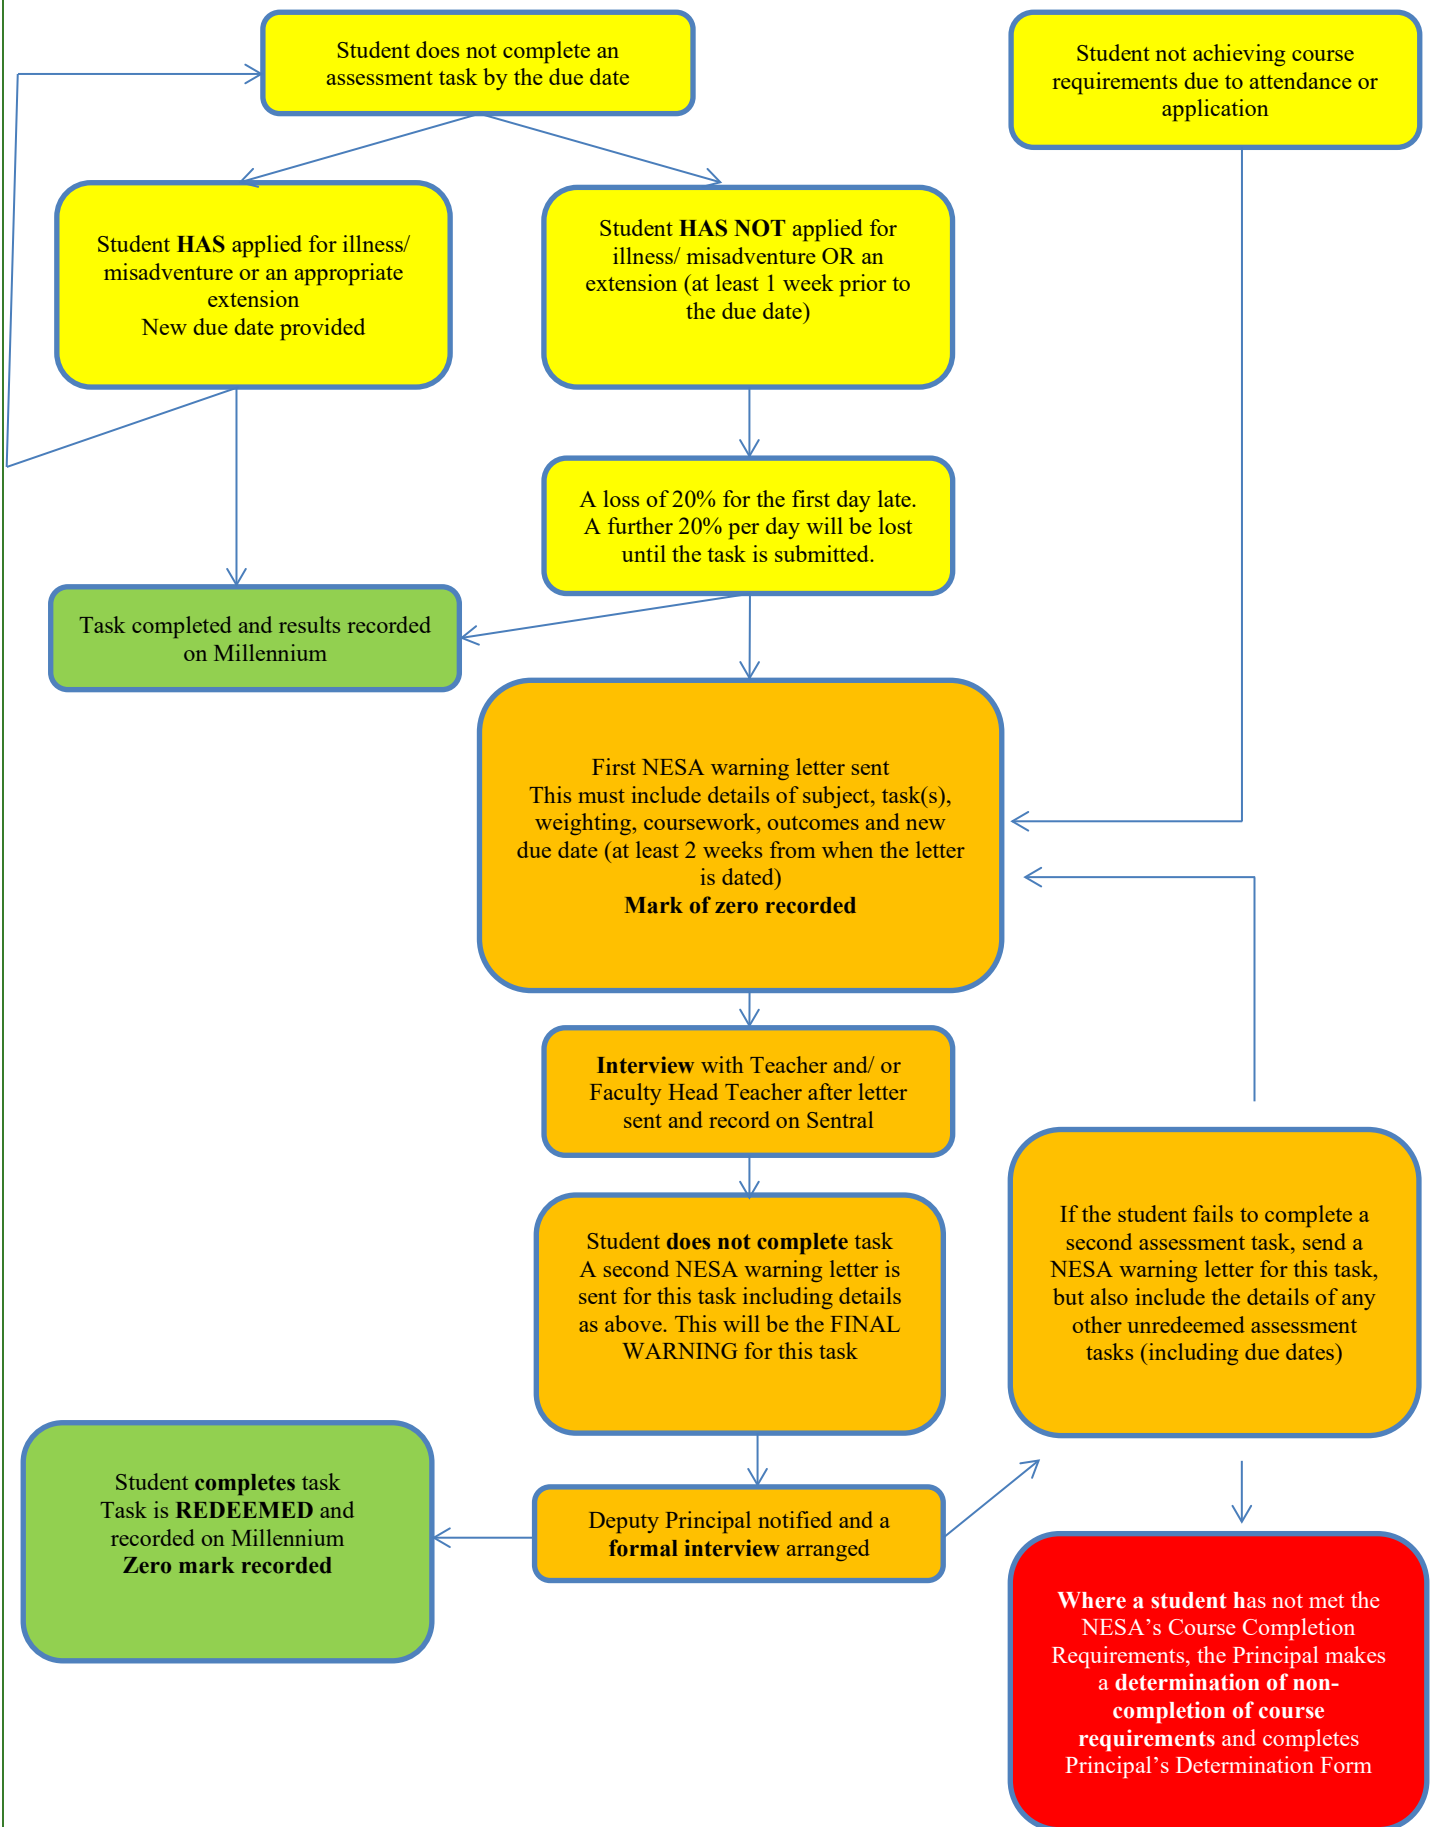 Student does not complete an
assessment task by the due date
Student not achieving course
requirements due to attendance or
application
Student HAS applied for illness/
misadventure or an appropriate
extension
New due date provided
Student HAS NOT applied for
illness/ misadventure OR an
extension (at least 1 week prior to
the due date)
A loss of 20% for the first day late.
A further 20% per day will be lost
until the task is submitted.
Task completed and results recorded
on Millennium
First NESA warning letter sent
This must include details of subject, task(s),
weighting, coursework, outcomes and new
due date (at least 2 weeks from when the letter
is dated)
Mark of zero recorded
Interview with Teacher and/ or
Faculty Head Teacher after letter
sent and record on Sentral
Student does not complete task
A second NESA warning letter is
sent for this task including details
as above. This will be the FINAL
WARNING for this task
If the student fails to complete a
second assessment task, send a
NESA warning letter for this task,
but also include the details of any
other unredeemed assessment
tasks (including due dates)
Student completes task
Task is REDEEMED and
recorded on Millennium
Zero mark recorded
Deputy Principal notified and a
formal interview arranged
Where a student has not met the
NESA’s Course Completion
Requirements, the Principal makes
a determination of non-
completion of course
requirements and completes
Principal’s Determination Form